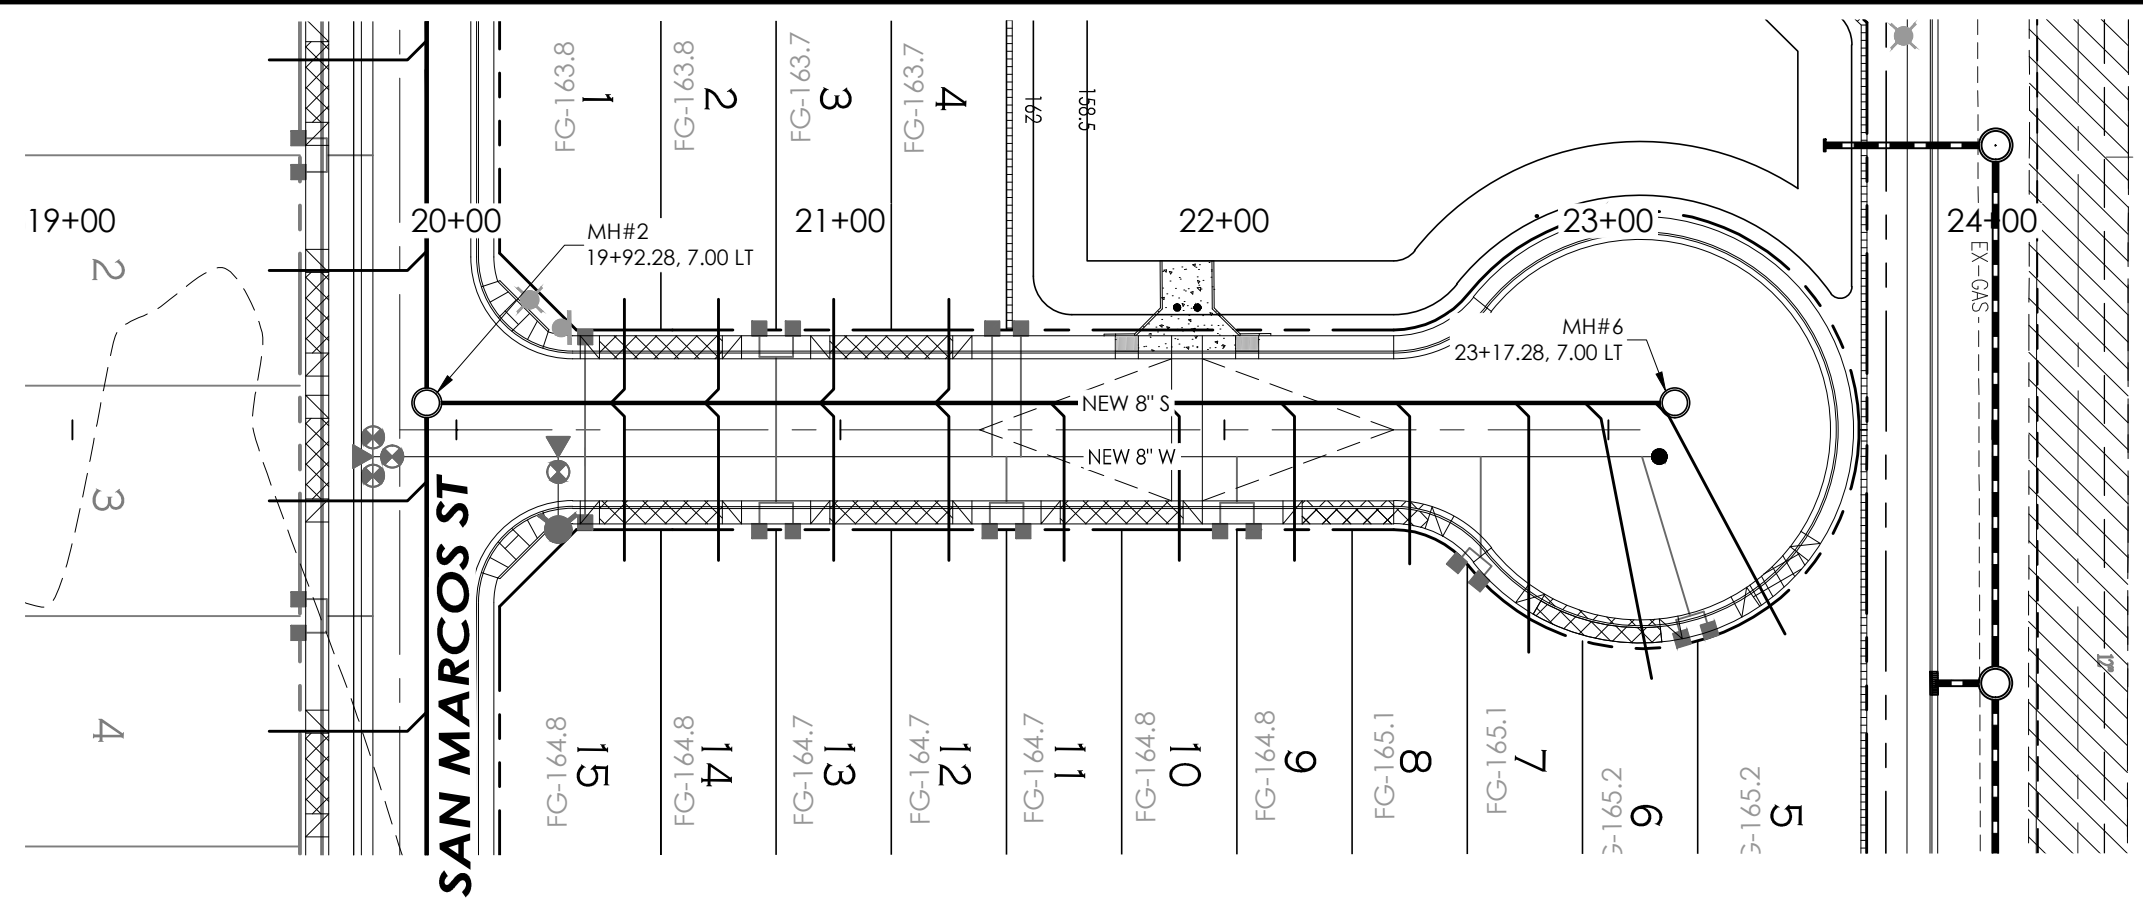 FG-163.8
1
FG-163.8
2
FG-163.7
3
FG-163.7
4
162
158.5
19+00
20+00
21+00
22+00
23+00
24+00
MH#2
19+92.28, 7.00 LT
EX-GAS
2
MH#6
23+17.28, 7.00 LT
NEW 8" S
NEW 8" W
3
SAN MARCOS ST
4
12"
FG-164.8
15
FG-164.8
14
FG-164.7
13
FG-164.7
12
FG-164.7
11
FG-164.8
10
FG-164.8
9
FG-165.1
8
FG-165.1
7
G-165.2
6
G-165.2
5